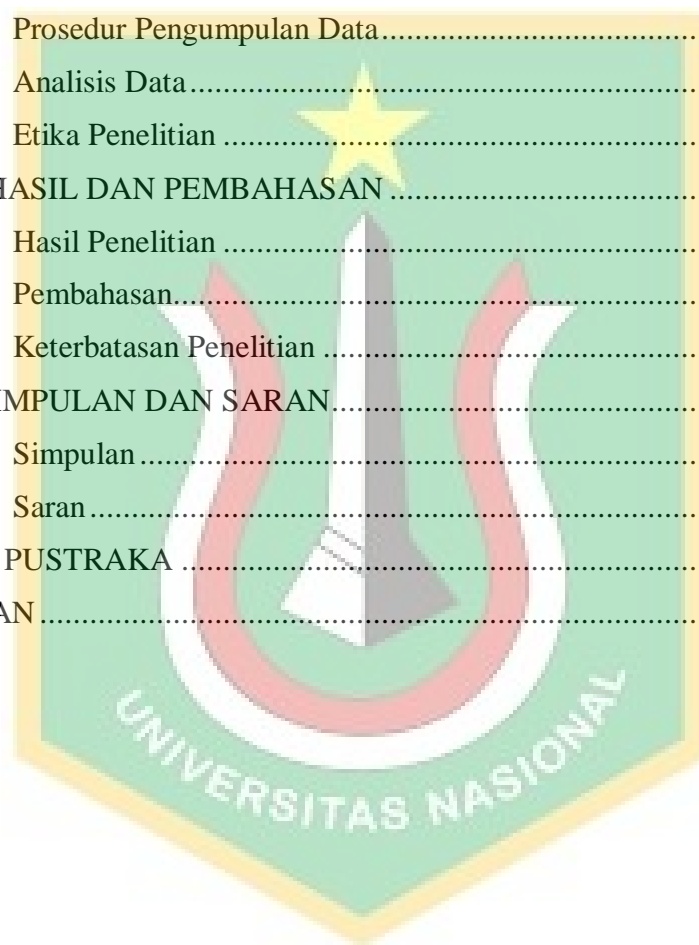 Prosedur Pengumpulan Data......................................
Analisis Data.............................................................
Etika Penelitian .........................................................
HASIL DAN PEMBAHASAN .....................................
Hasil Penelitian .........................................................
Pembahasan...............................................................
Keterbatasan Penelitian .............................................
IMPULAN DAN SARAN............................................
Simpulan ...................................................................
Saran .........................................................................
PUSTRAKA ..............................................................
AN................................................................................
UNIVERSITAS NASIONAL